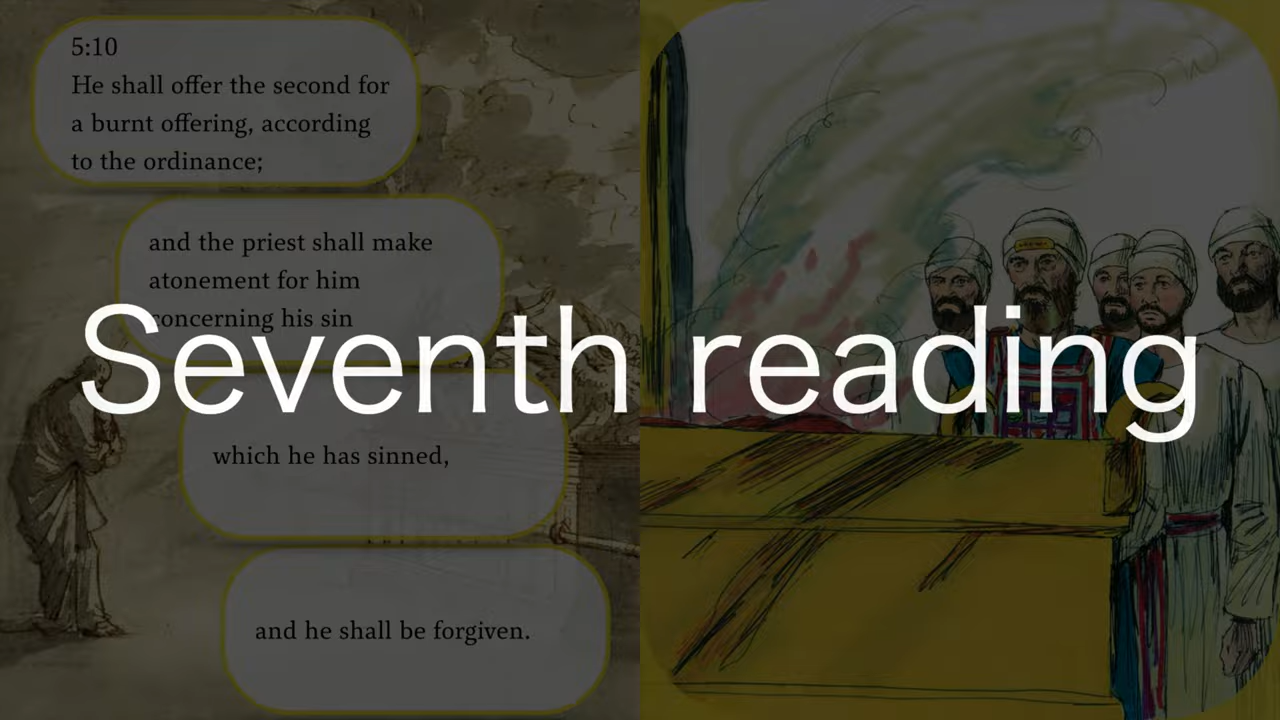 5:10
He shall offer the second for
a burnt offering, according
to the ordinance;
and the priest shall make
atonement for him
concerning his sin
Seventh reading
which he has sinned,
and he shall be forgiven.